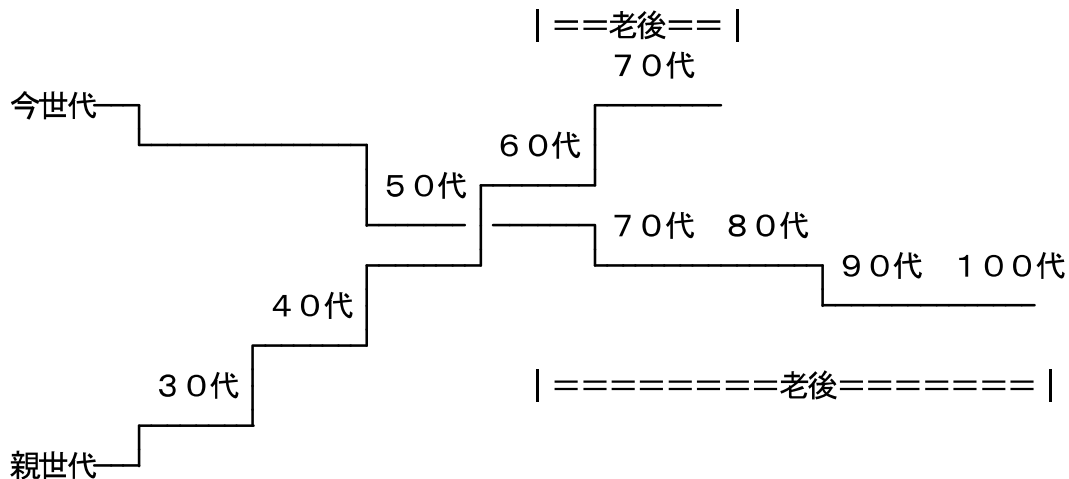 |==老後==|
70代
今世代
60代
50代
70代 80代
90代 100代
40代
30代
|========老後=======|
親世代